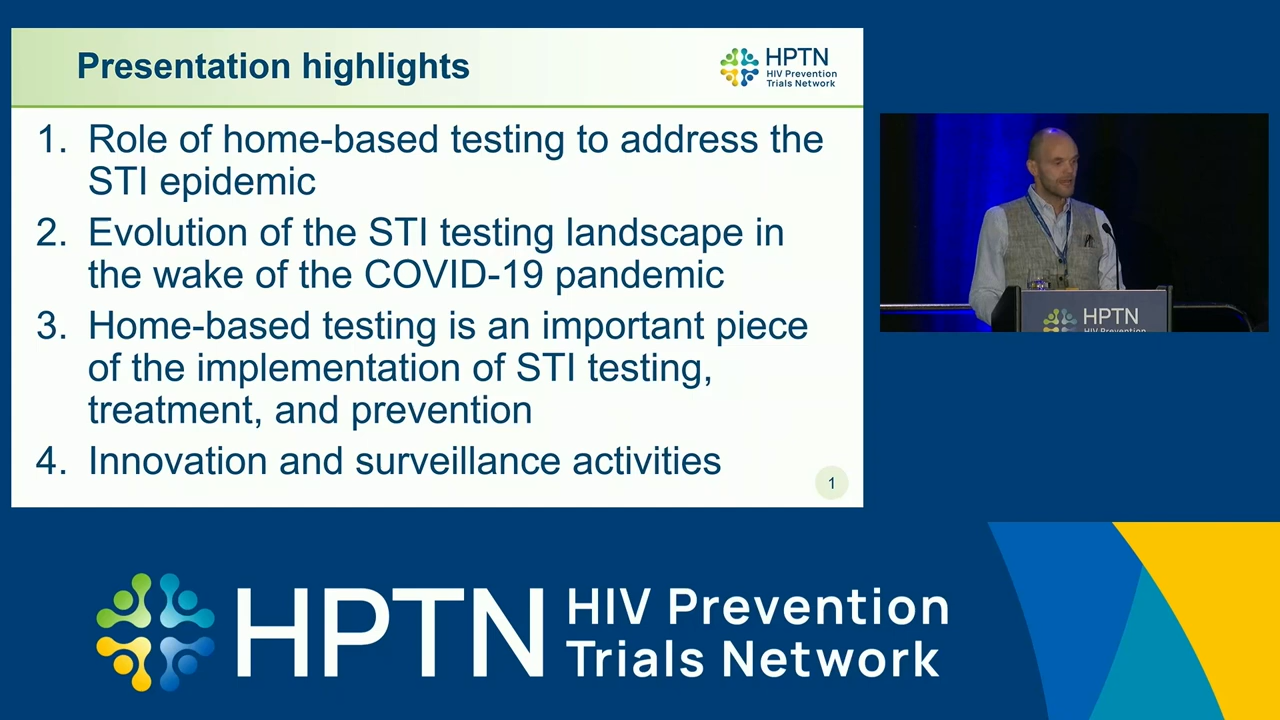 Presentation highlights
HPTN
HIV Prevention
Trials Network
1. Role of home-based testing to address the
STI epidemic
2. Evolution of the STI testing landscape in
the wake of the COVID-19 pandemic
3. Home-based testing is an important piece
of the implementation of STI testing,
treatment, and prevention
4. Innovation and surveillance activities
1
HPTN
HIV Prevention
HPTN
HIV Prevention
Trials Network